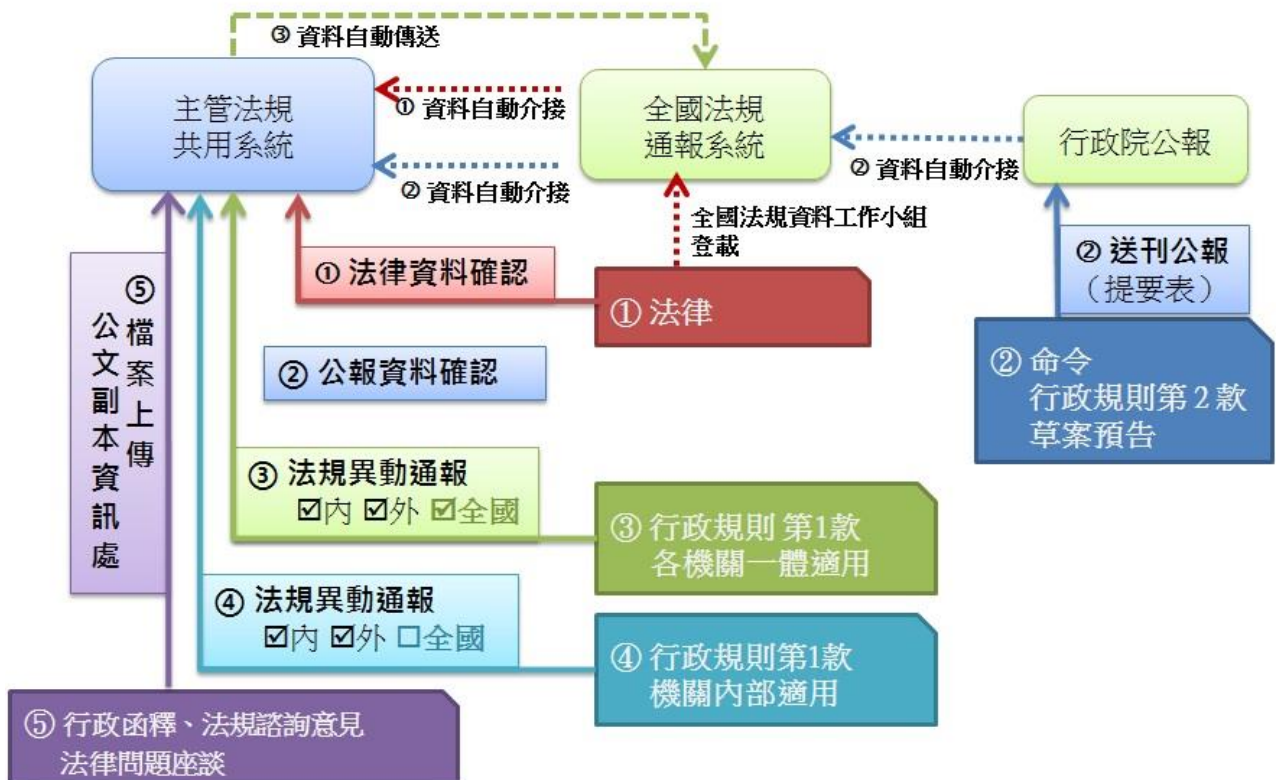 ③ 資料自動傳送
主管法規
共用系統
① 資料自動介接
② 資料自動介接
全國法規
通報系統
② 資料自動介接
行政院公報
全國法規資料工作小組
登載
② 送刊公報
（提要表）
① 法律資料確認
① 法律
② 公報資料確認
② 命令
行政規則第２款
草案預告
⑤檔案上傳
公文副本資訊處
③ 法規異動通報
☑內 ☑外 ☑全國
③ 行政規則 第1款
各機關一體適用
④ 法規異動通報
☑內 ☑外 ☐全國
④ 行政規則第1款
機關內部適用
⑤ 行政函釋、法規諮詢意見
法律問題座談